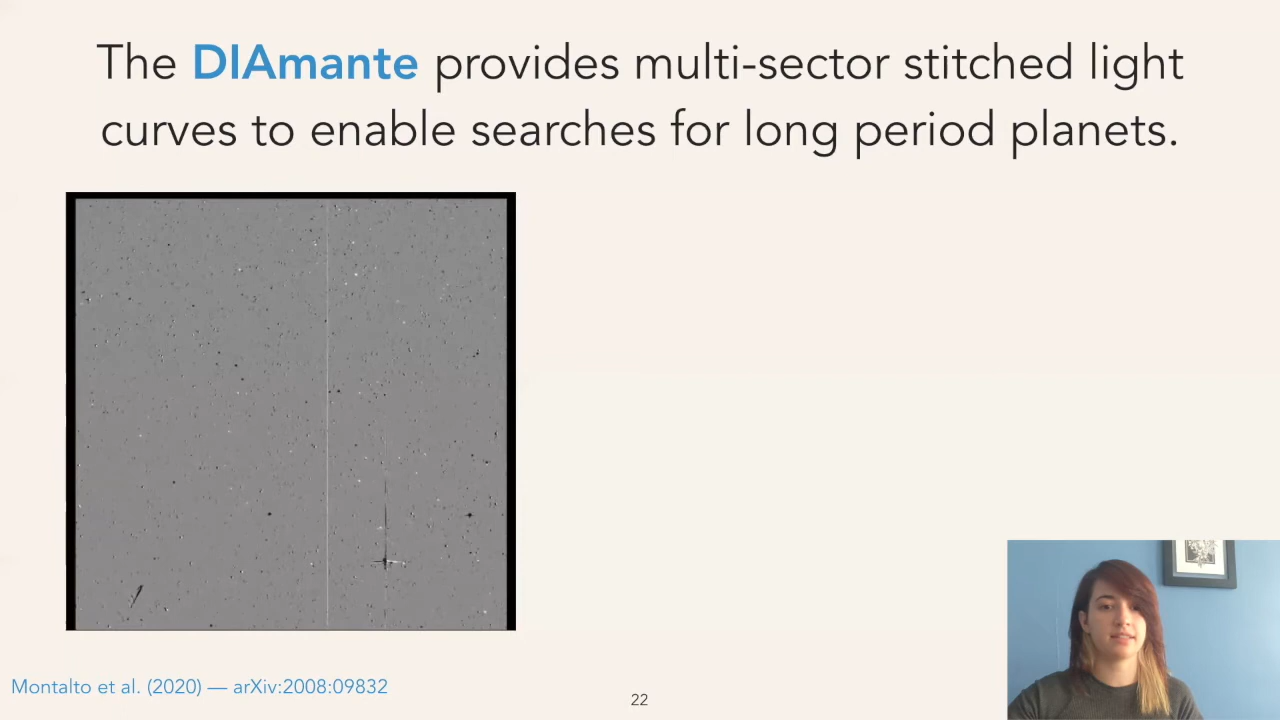 The DIAmante provides multi-sector stitched light
curves to enable searches for long period planets.
Montalto et al. (2020) — arXiv:2008:09832
22